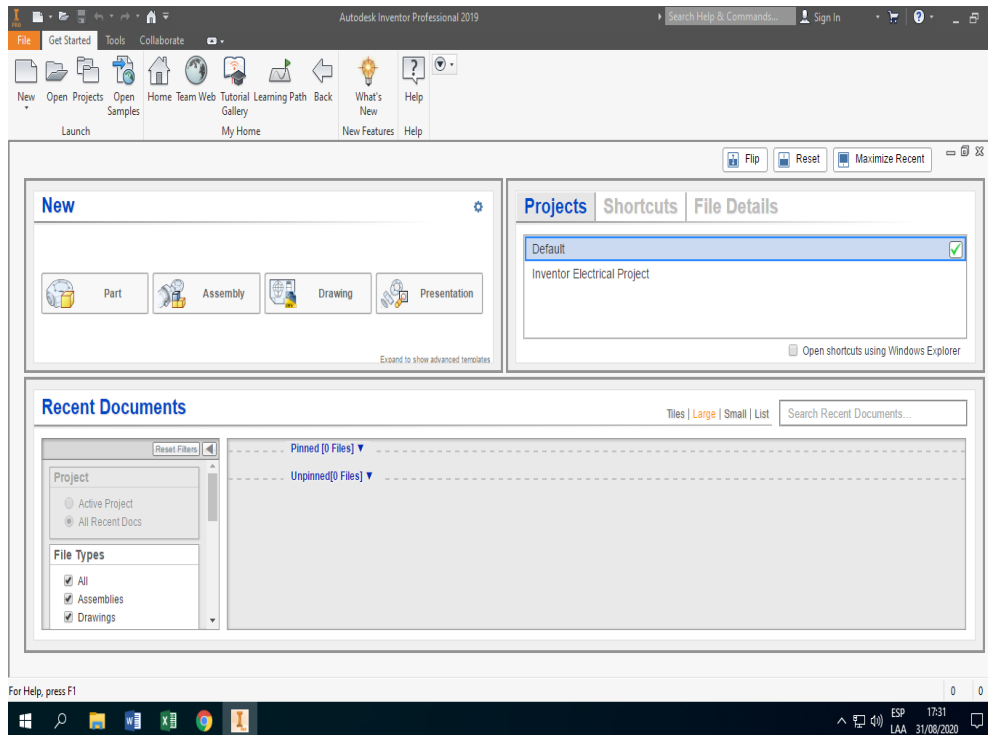 PRO
Autodesk Inventor Professional 2019
Search Help & Commands...
Sign In
File Get Started Tools Collaborate
New Open Projects Open Samples Home Team Web Tutorial Gallery Learning Path Back What's New Help
Launch My Home New Features Help
Flip Reset Maximize Recent
New
Part Assembly Drawing Presentation
Expand to show advanced templates
Projects Shortcuts File Details
Default
Inventor Electrical Project
Open shortcuts using Windows Explorer
Recent Documents
Tiles | Large | Small | List Search Recent Documents...
Reset Filters
Pinned [0 Files]
Unpinned[0 Files]
Project
Active Project
All Recent Docs
File Types
All
Assemblies
Drawings
For Help, press F1 0 0
ESP 17:31
LAA 31/08/2020